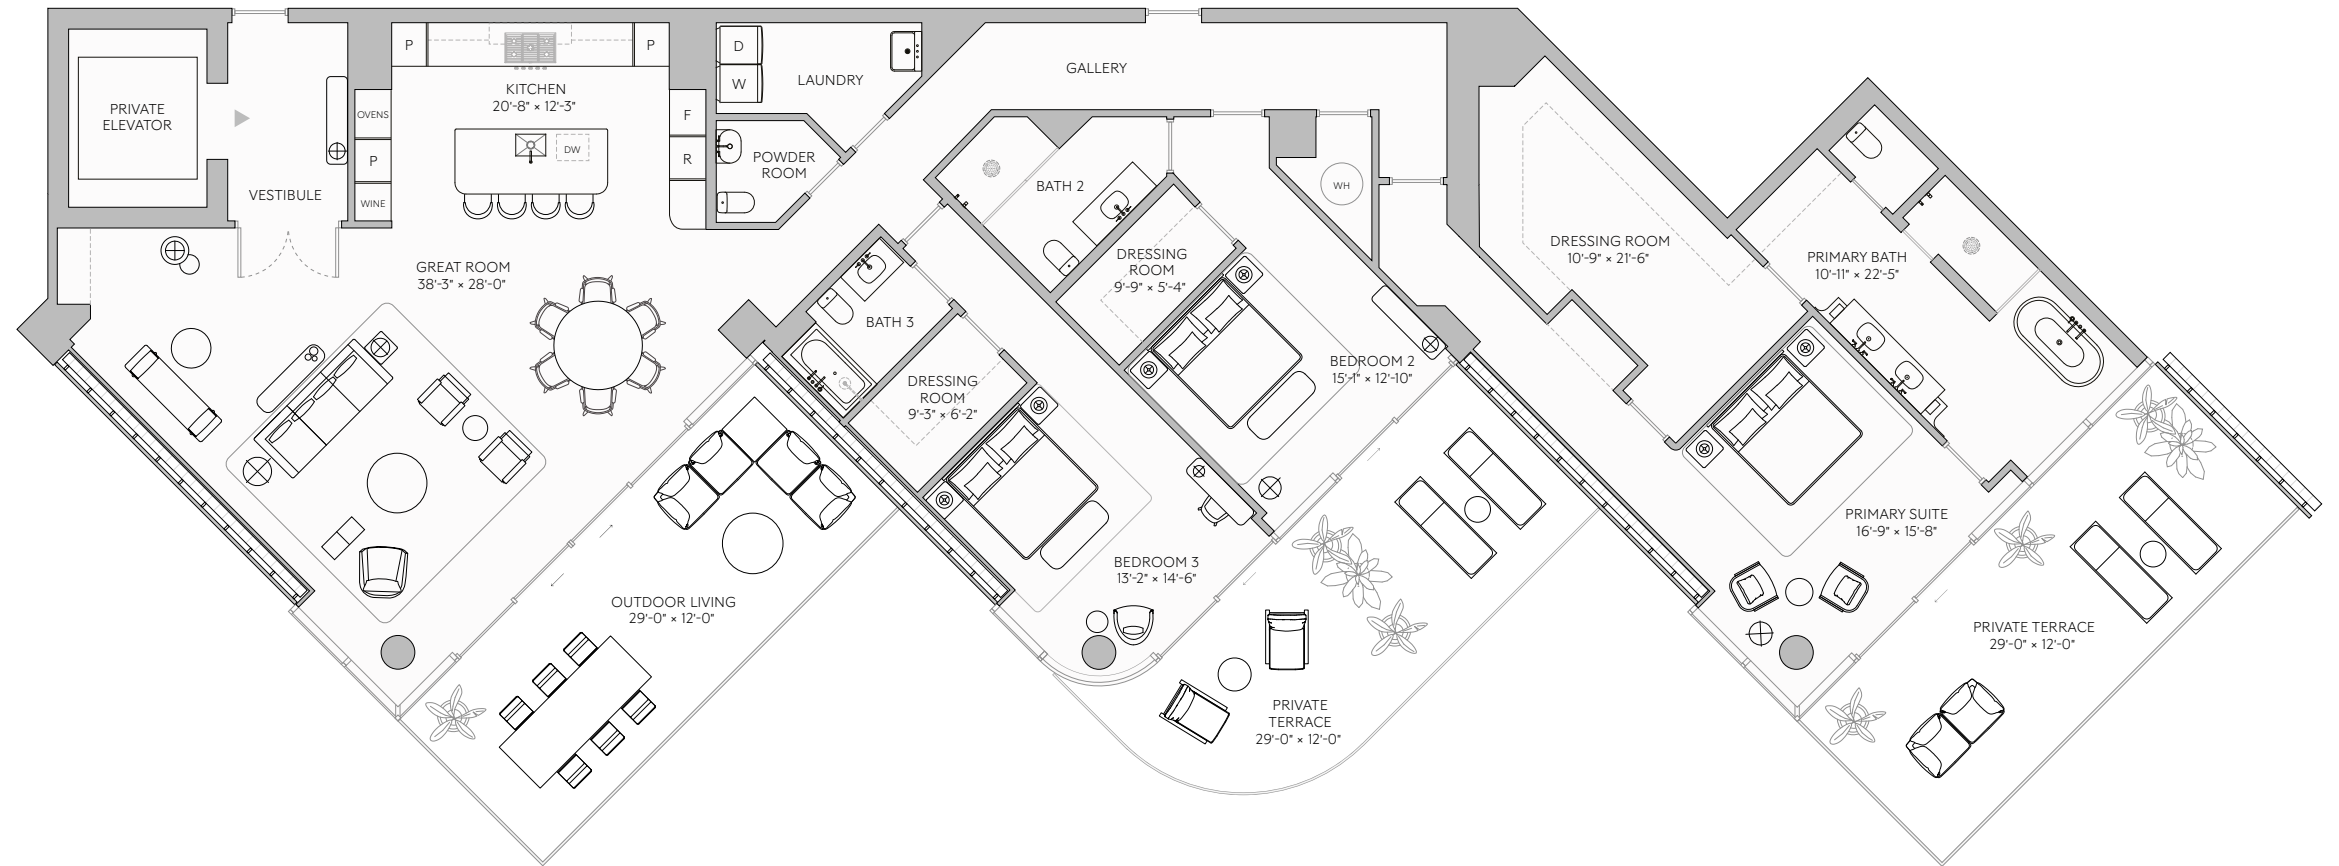 PRIVATE
ELEVATOR
VESTIBULE
P
P
KITCHEN
20'-8" × 12'-3"
OVENS
P
WINE
DW
F
R
D
W
LAUNDRY
POWDER
ROOM
GALLERY
GREAT ROOM
38'-3" × 28'-0"
BATH 2
WH
DRESSING
ROOM
9'-9" × 5'-4"
BATH 3
DRESSING
ROOM
9'-3" × 6'-2"
BEDROOM 2
15'-1" × 12'-10"
DRESSING ROOM
10'-9" × 21'-6"
PRIMARY BATH
10'-11" × 22'-5"
PRIMARY SUITE
16'-9" × 15'-8"
BEDROOM 3
13'-2" × 14'-6"
OUTDOOR LIVING
29'-0" × 12'-0"
PRIVATE TERRACE
29'-0" × 12'-0"
PRIVATE
TERRACE
29'-0" × 12'-0"